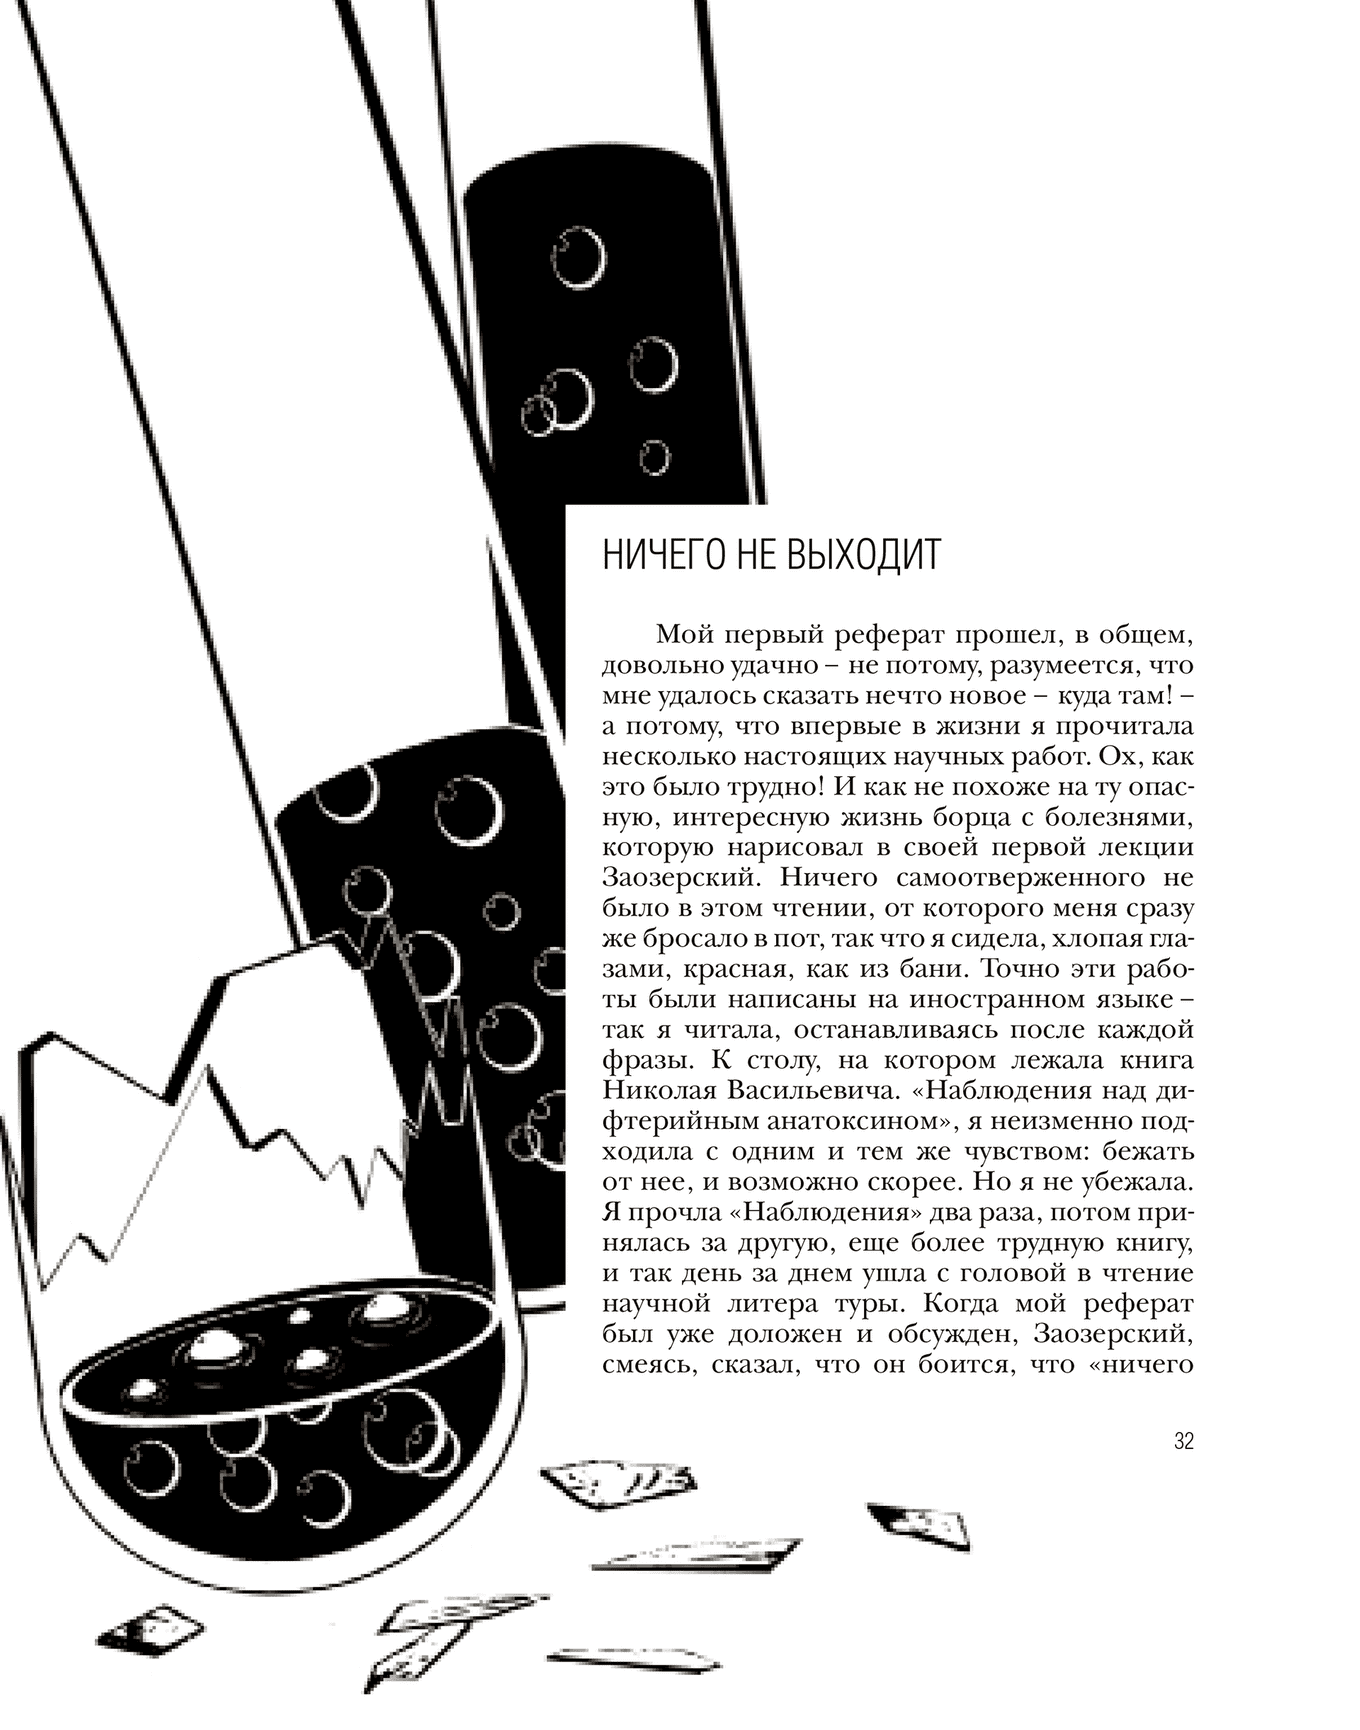 НИЧЕГО НЕ ВЫХОДИТ
Мой первый реферат прошел, в общем,
довольно удачно – не потому, разумеется, что
мне удалось сказать нечто новое – куда там! –
а потому, что впервые в жизни я прочитала
несколько настоящих научных работ. Ох, как
это было трудно! И как не похоже на ту опас-
ную, интересную жизнь борца с болезнями,
которую нарисовал в своей первой лекции
Заозерский. Ничего самоотверженного не
было в этом чтении, от которого меня сразу
же бросало в пот, так что я сидела, хлопая гла-
зами, красная, как из бани. Точно эти рабо-
ты были написаны на иностранном языке –
так я читала, останавливаясь после каждой
фразы. К столу, на котором лежала книга
Николая Васильевича. «Наблюдения над ди-
фтерийным анатоксином», я неизменно под-
ходила с одним и тем же чувством: бежать
от нее, и возможно скорее. Но я не убежала.
Я прочла «Наблюдения» два раза, потом при-
нялась за другую, еще более трудную книгу,
и так день за днем ушла с головой в чтение
научной литера туры. Когда мой реферат
был уже доложен и обсужден, Заозерский,
смеясь, сказал, что он боится, что «ничего
32